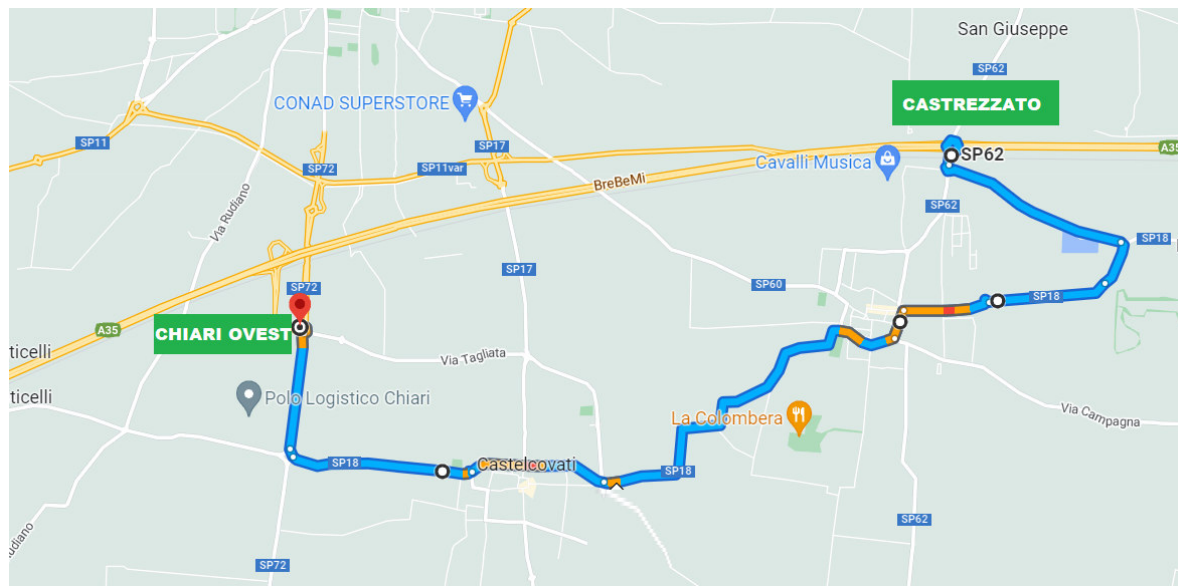 San Giuseppe
SP62
CASTREZZATO
CONAD SUPERSTORE
SP11
SP17
SP72
SP11var
A35
SP62
Cavalli Musica
BreBeMi
Via Rudiano
SP62
SP18
SP17
SP72
SP60
SP18
A35
CHIARI OVEST
ticelli
Via Tagliata
ticelli
Polo Logistico Chiari
La Colombera
Via Campagna
SP18
Castelcovati
SP18
SP62
udiano
SP72